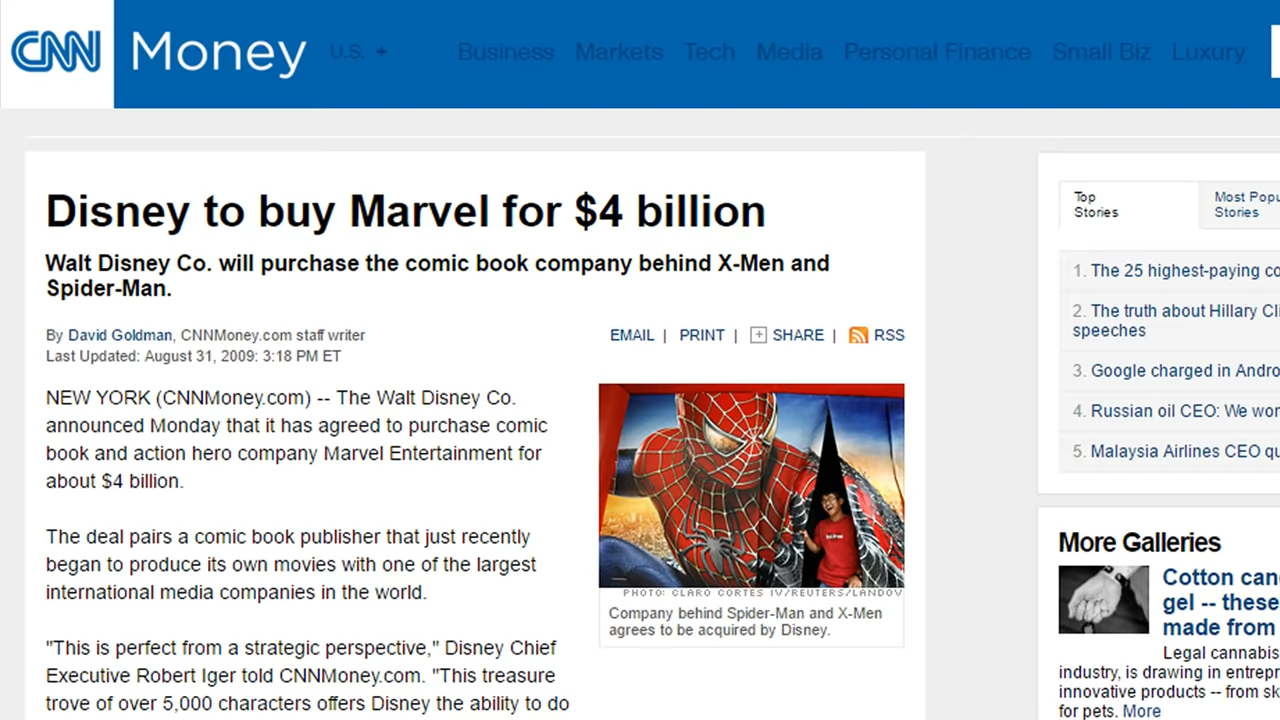 CNN Money U.S. + Business Markets Tech Media Personal Finance Small Biz Luxury
Disney to buy Marvel for $4 billion
Walt Disney Co. will purchase the comic book company behind X-Men and
Spider-Man.
By David Goldman, CNNMoney.com staff writer
Last Updated: August 31, 2009: 3:18 PM ET
EMAIL | PRINT | + SHARE | RSS
NEW YORK (CNNMoney.com) -- The Walt Disney Co.
announced Monday that it has agreed to purchase comic
book and action hero company Marvel Entertainment for
about $4 billion.
The deal pairs a comic book publisher that just recently
began to produce its own movies with one of the largest
international media companies in the world.
"This is perfect from a strategic perspective," Disney Chief
Executive Robert Iger told CNNMoney.com. "This treasure
trove of over 5,000 characters offers Disney the ability to do
PHOTO: CLARO CORTES IV/REUTERS/LANDOV
Company behind Spider-Man and X-Men
agrees to be acquired by Disney.
Top
Stories
Most Popu
Stories
1. The 25 highest-paying co
2. The truth about Hillary Cli
speeches
3. Google charged in Andro
4. Russian oil CEO: We wor
5. Malaysia Airlines CEO qu
More Galleries
Cotton cand
gel -- these
made from
Legal cannabis
industry, is drawing in entrepr
innovative products -- from sk
for pets. More